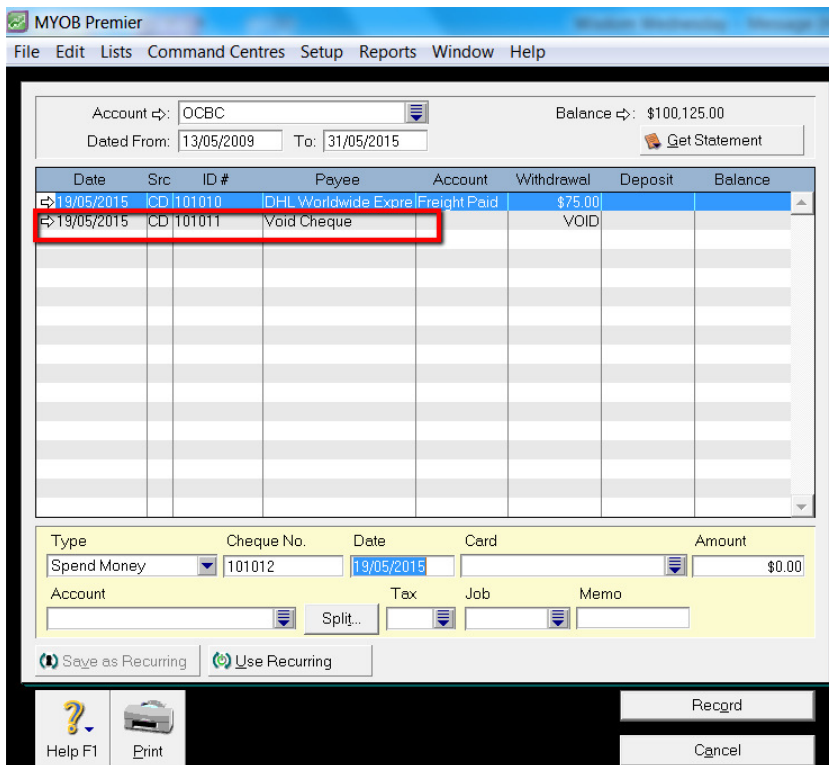 MYOB Premier
File Edit Lists Command Centres Setup Reports Window Help
Account ⇨: OCBC Balance ⇨: $100,125.00
Dated From: 13/05/2009 To: 31/05/2015 Get Statement
Date Src ID # Payee Account Withdrawal Deposit Balance
19/05/2015 CD 101010 DHL Worldwide Expre Freight Paid $75.00
19/05/2015 CD 101011 Void Cheque VOID
Type Cheque No. Date Card Amount
Spend Money 101012 19/05/2015 $0.00
Account Tax Job Memo
Split...
Save as Recurring Use Recurring
Record
Help F1 Print Cancel